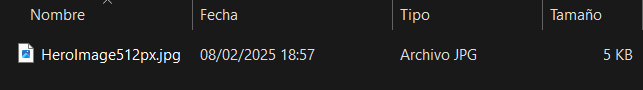 Nombre Fecha Tipo Tamaño
HeroImage512px.jpg 08/02/2025 18:57 Archivo JPG 5 KB